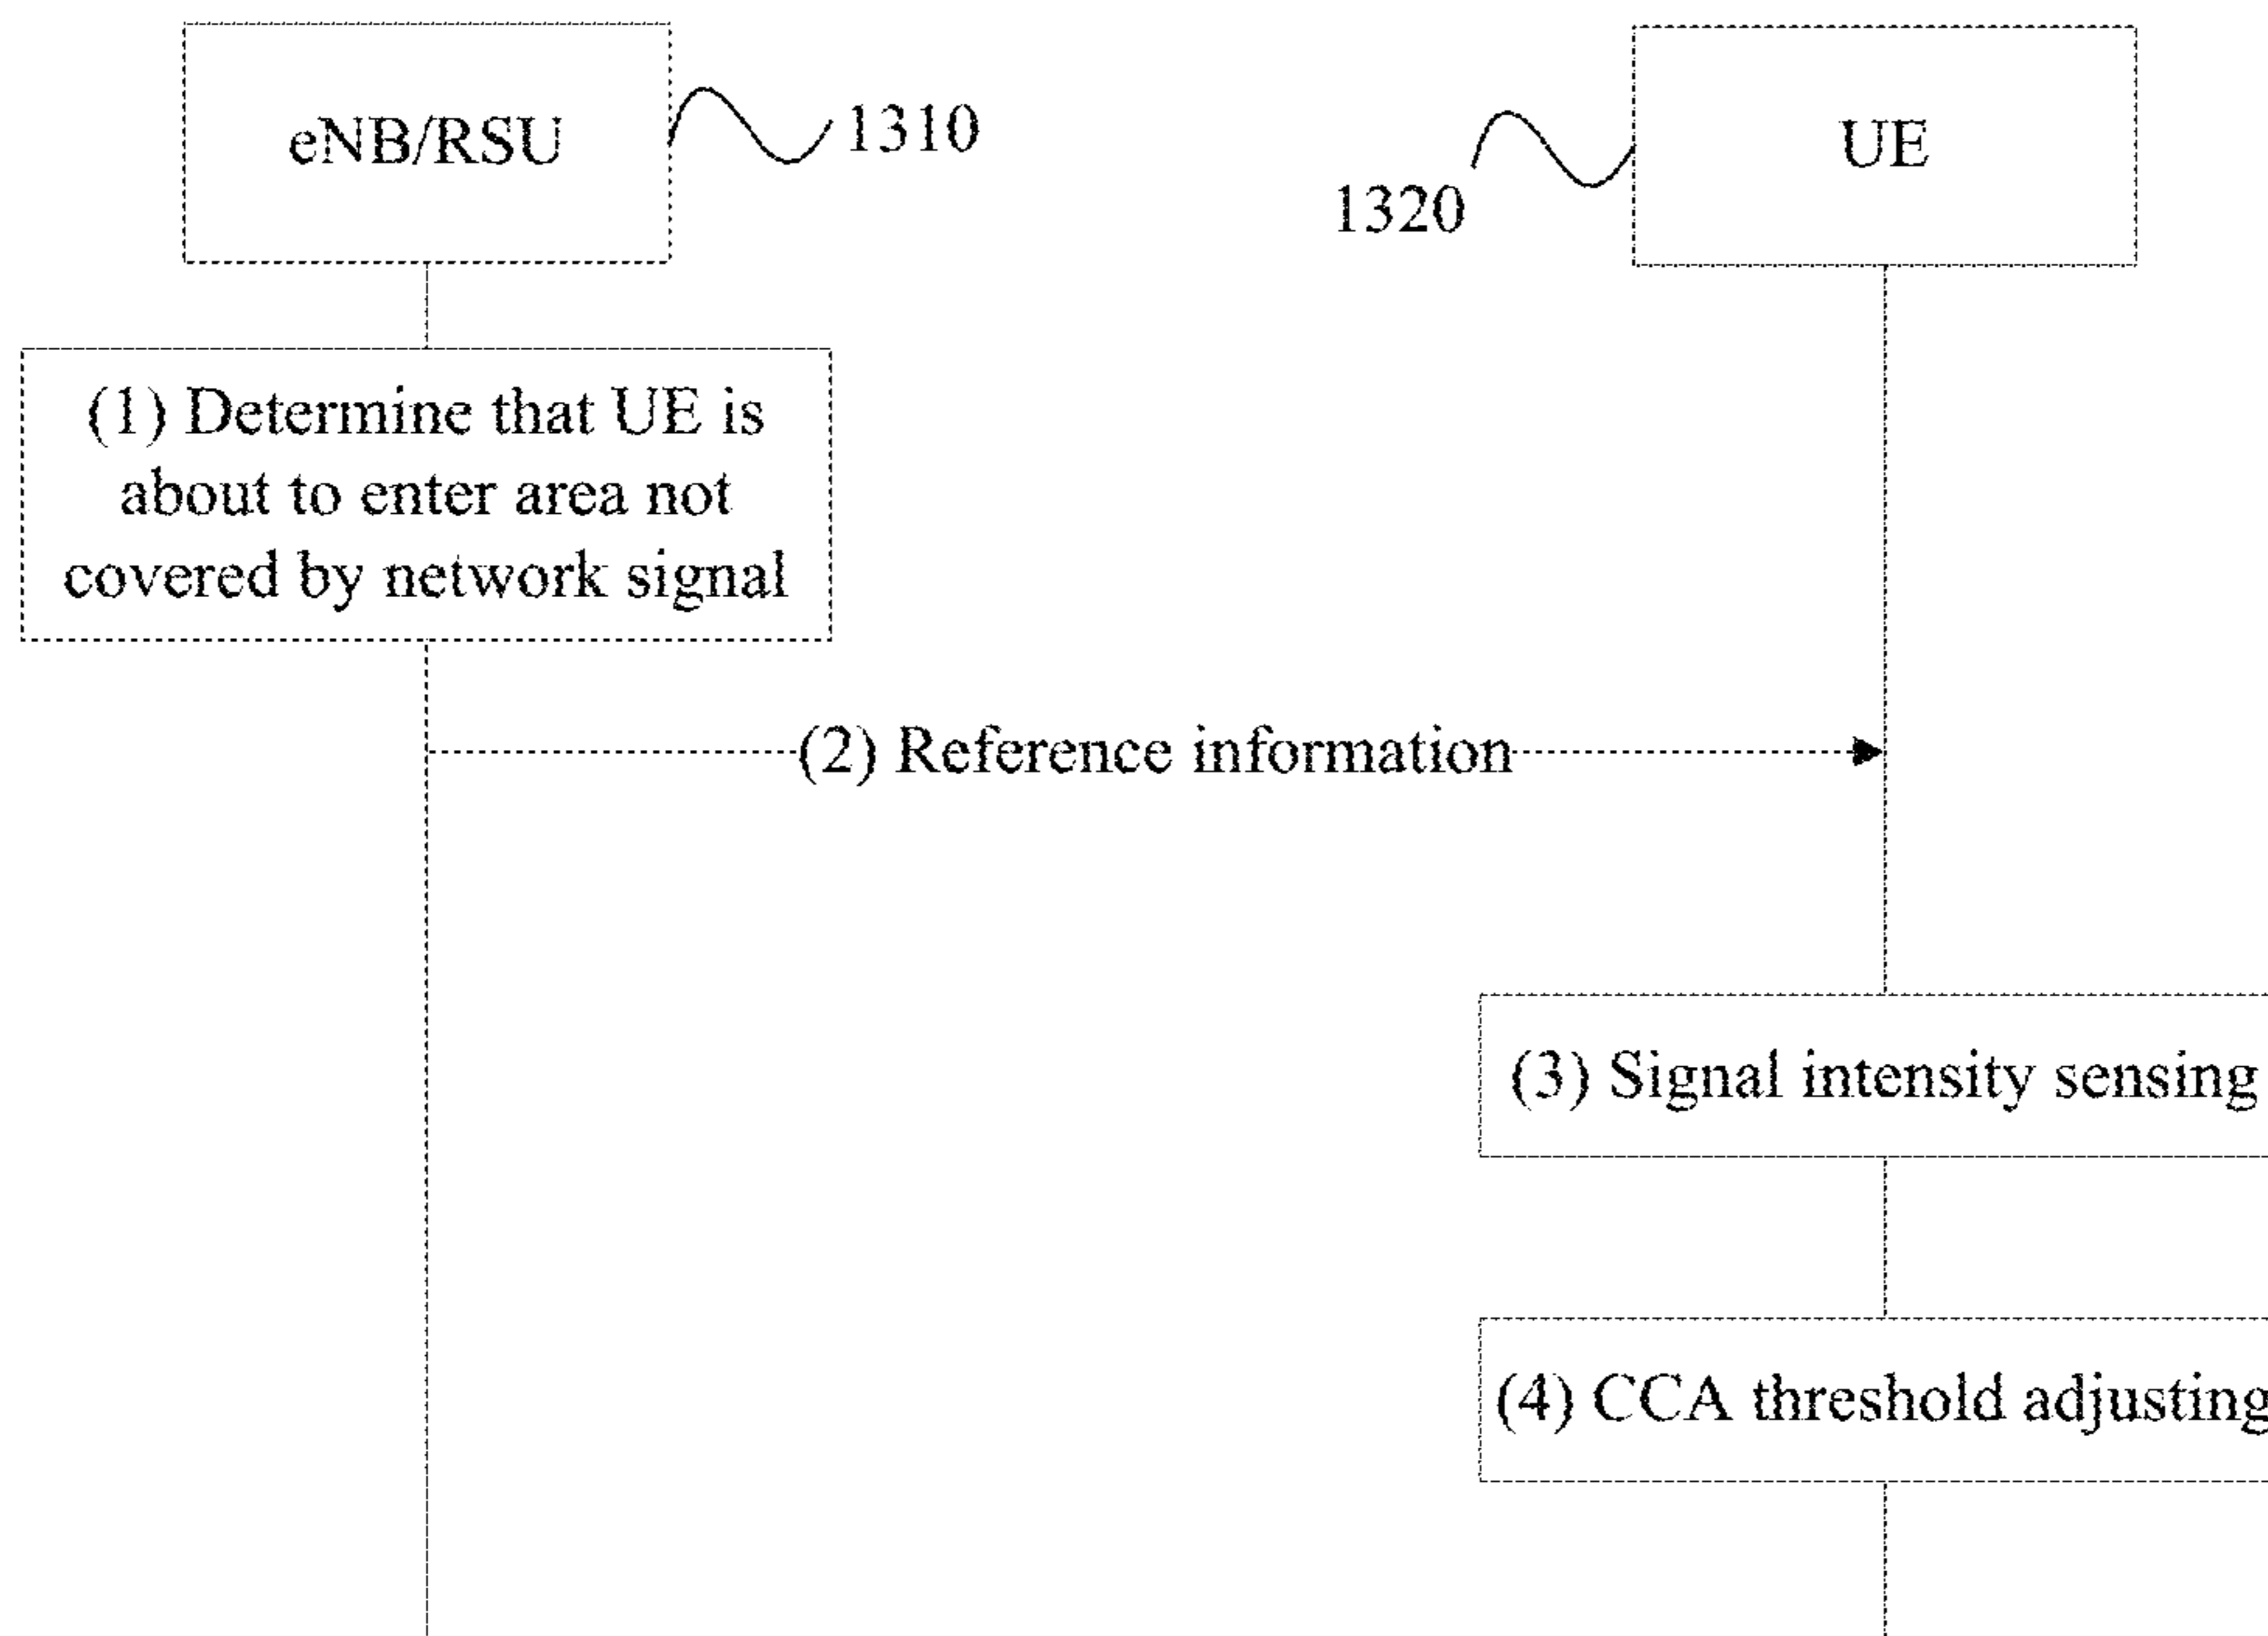 eNB/RSU
1310
UE
1320
(1) Determine that UE is
about to enter area not
covered by network signal
(2) Reference information
(3) Signal intensity sensing
(4) CCA threshold adjusting